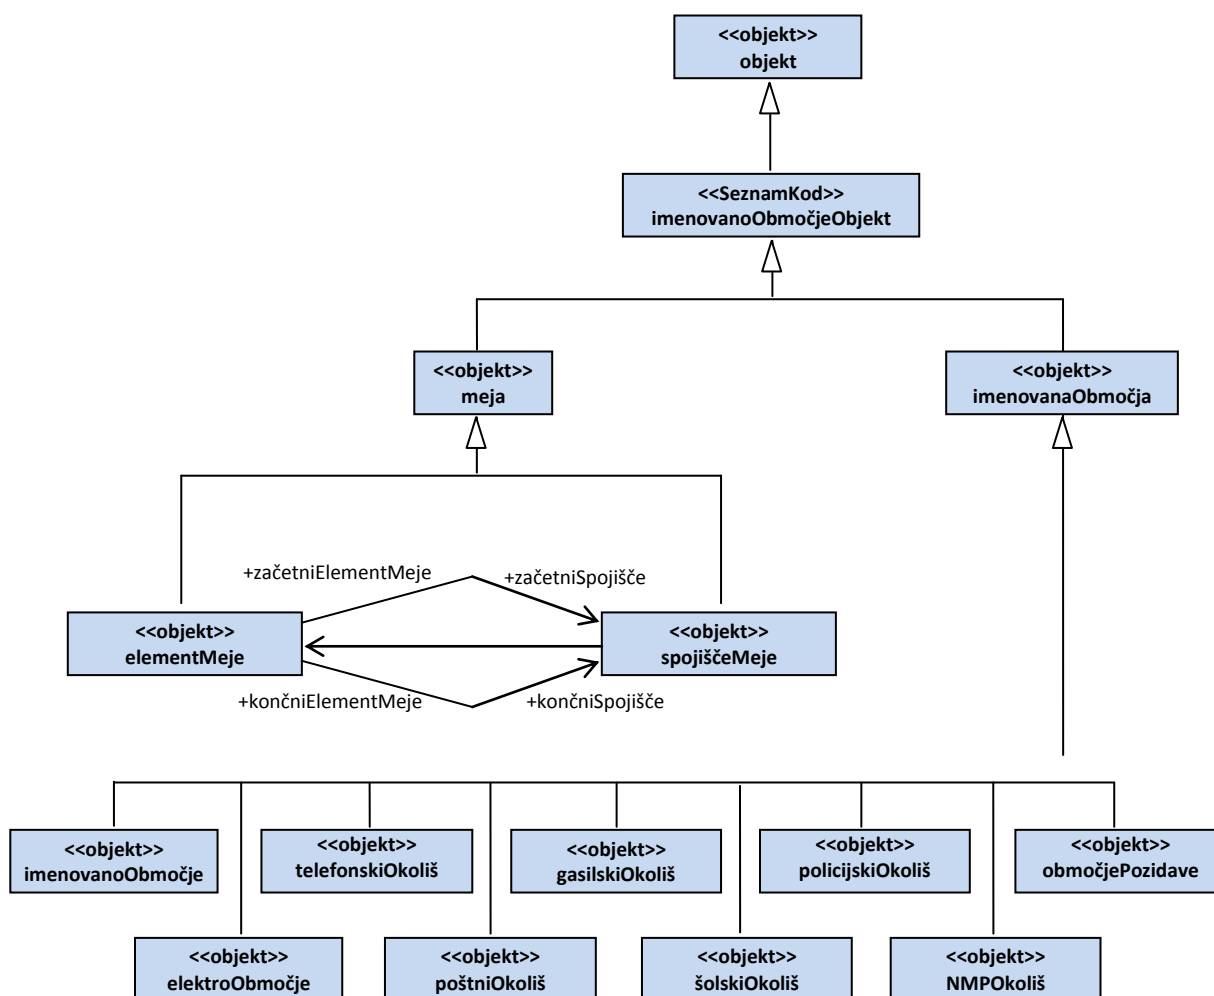 <<objekt>>
objekt
<<SeznamKod>>
imenovanoObmočjeObjekt
<<objekt>>
meja
<<objekt>>
imenovanaObmočja
+začetniElementMeje
+začetniSpojišče
<<objekt>>
elementMeje
<<objekt>>
spojiščeMeje
+končniElementMeje
+končniSpojišče
<<objekt>>
imenovanoObmočje
<<objekt>>
telefonskiOkoliš
<<objekt>>
gasilskiOkoliš
<<objekt>>
policijskiOkoliš
<<objekt>>
območjePozidave
<<objekt>>
elektroObmočje
<<objekt>>
poštniOkoliš
<<objekt>>
šolskiOkoliš
<<objekt>>
NMPOkoliš